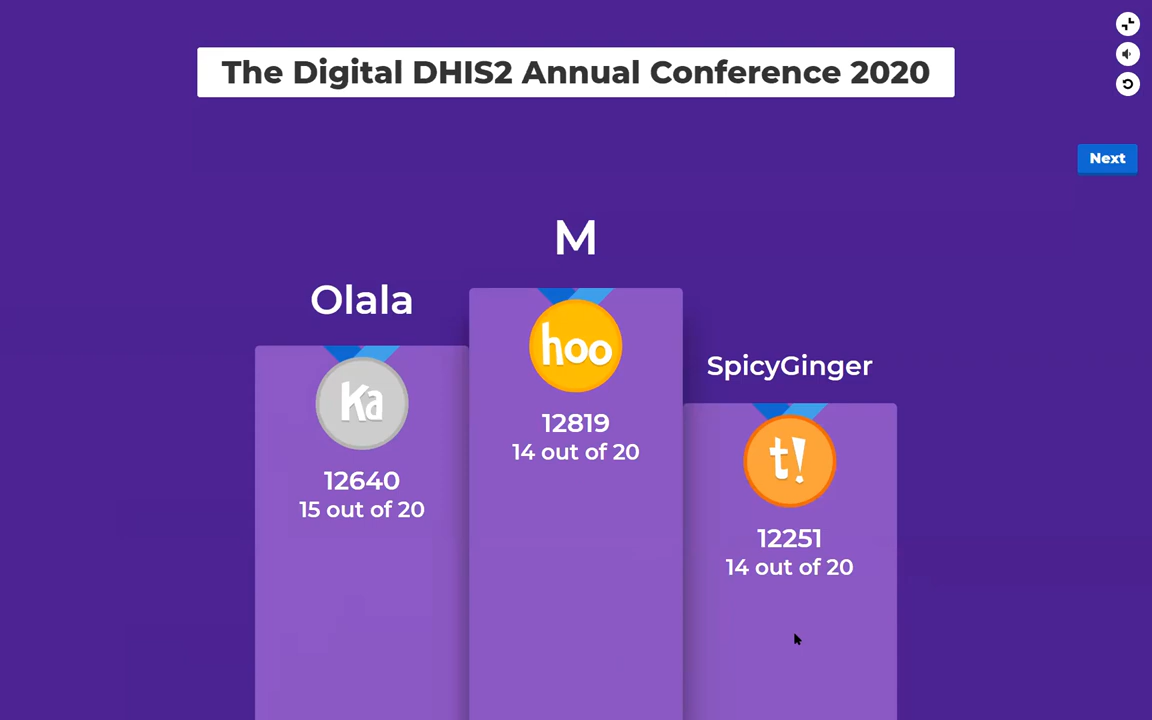 The Digital DHIS2 Annual Conference 2020
Next
M
hoo
12819
14 out of 20
Olala
Ka
12640
15 out of 20
SpicyGinger
t!
12251
14 out of 20